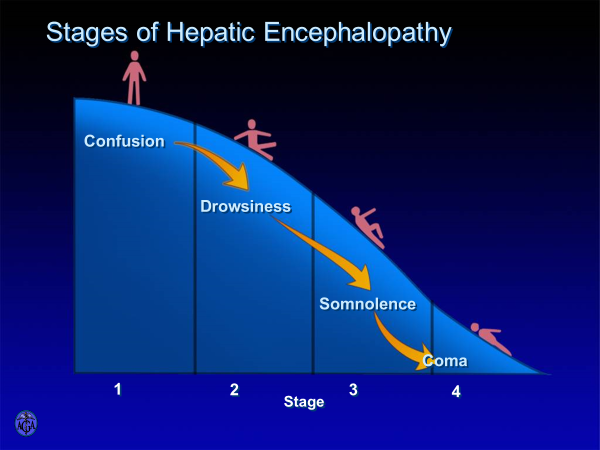 Stages of Hepatic Encephalopathy
Confusion
Drowsiness
Somnolence
Coma
1
2
3
4
Stage